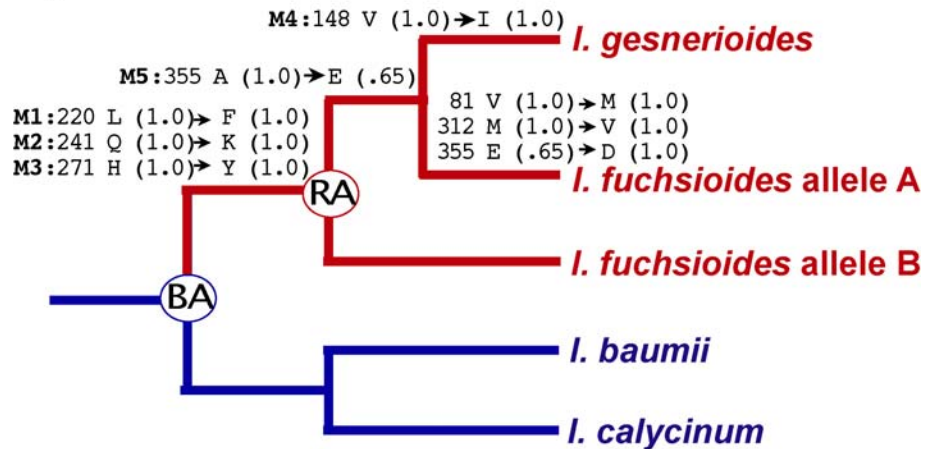 M4:148 V (1.0)➔I (1.0)
I. gesnerioides
M5:355 A (1.0)➔E (.65)
81 V (1.0)➔M (1.0)
312 M (1.0)➔V (1.0)
355 E (.65)➔D (1.0)
M1:220 L (1.0)➔ F (1.0)
M2:241 Q (1.0)➔ K (1.0)
M3:271 H (1.0)➔ Y (1.0)
RA
I. fuchsioides allele A
I. fuchsioides allele B
BA
I. baumii
I. calycinum